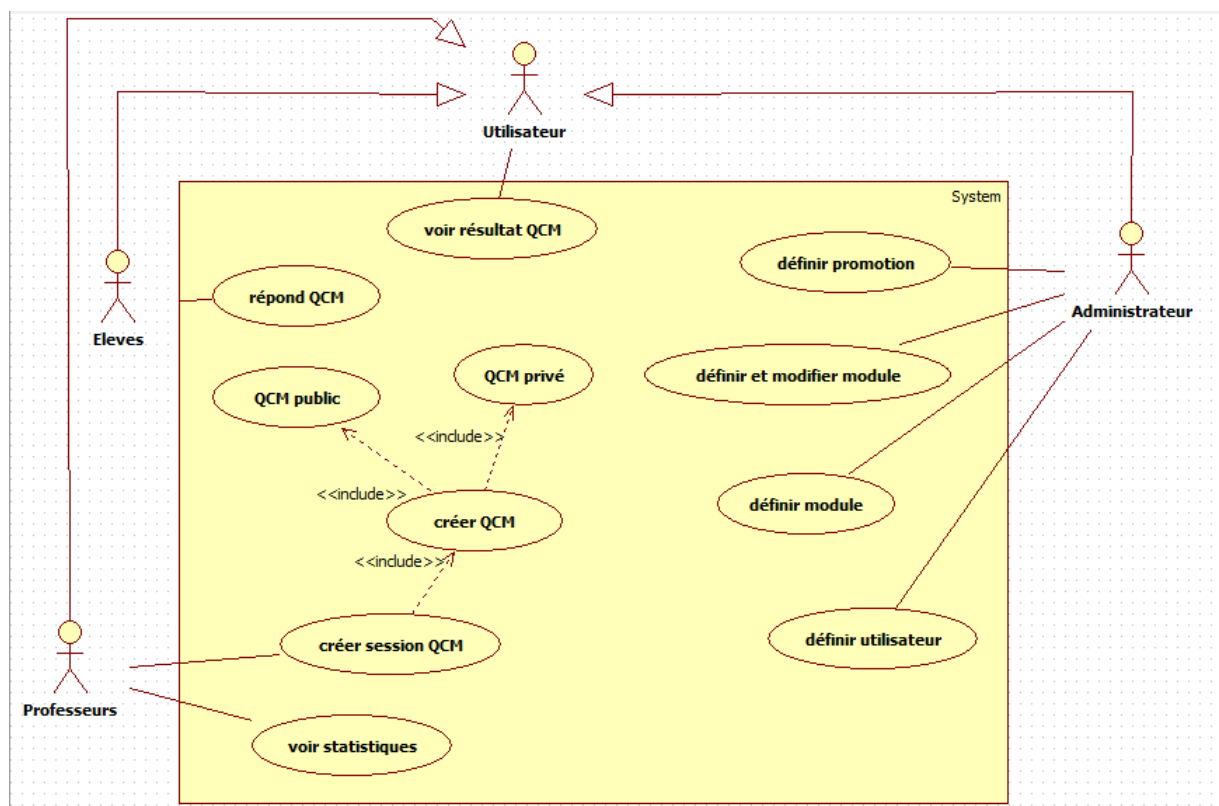 Utilisateur
System
voir résultat QCM
définir promotion
répond QCM
Eleves
Administrateur
QCM privé
définir et modifier module
QCM public
<<include>>
<<include>>
définir module
créer QCM
<<include>>
créer session QCM
définir utilisateur
Professeurs
voir statistiques